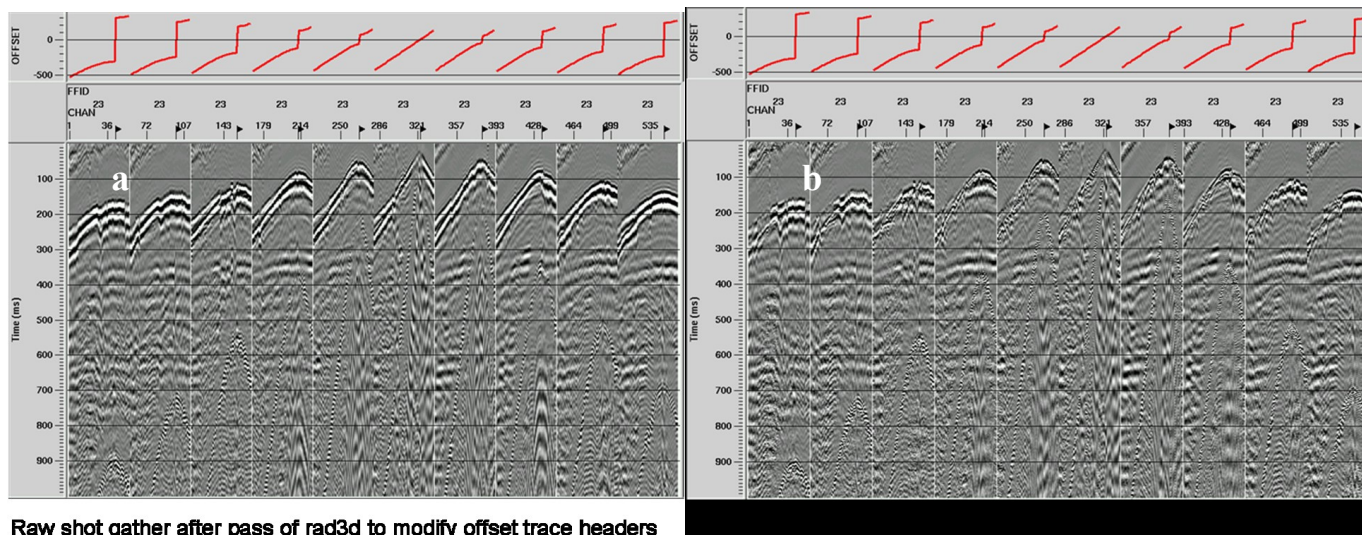 OFFSET
0
-500
FFID
23 23 23 23 23 23 23 23 23 23
CHAN
1 36 72 107 143 179 214 250 286 321 357 393 428 464 499 535
a
100
200
300
400
500
600
700
800
900
Time (ms)
Raw shot gather after pass of rad3d to modify offset trace headers
OFFSET
0
-500
FFID
23 23 23 23 23 23 23 23 23 23
CHAN
1 36 72 107 143 179 214 250 286 321 357 393 428 464 499 535
b
100
200
300
400
500
600
700
800
900
Time (ms)